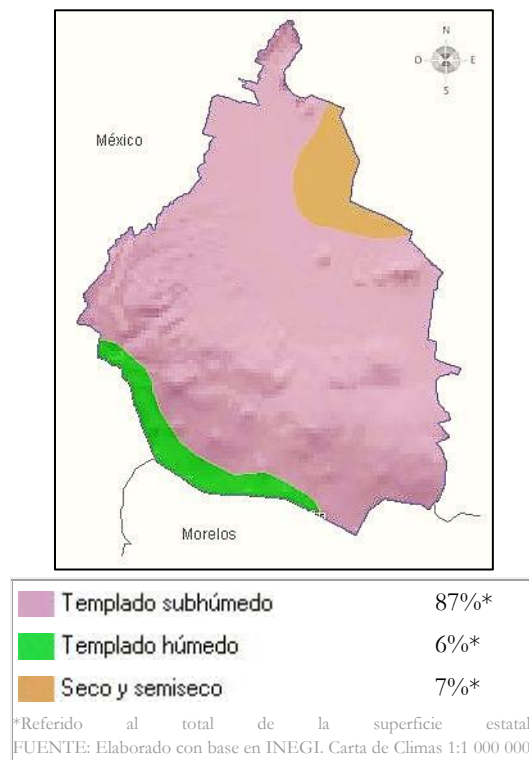 N
O E
S
México
Morelos
Templado subhúmedo 87%*
Templado húmedo 6%*
Seco y semiseco 7%*
*Referido al total de la superficie estatal
FUENTE: Elaborado con base en INEGI. Carta de Climas 1:1 000 000